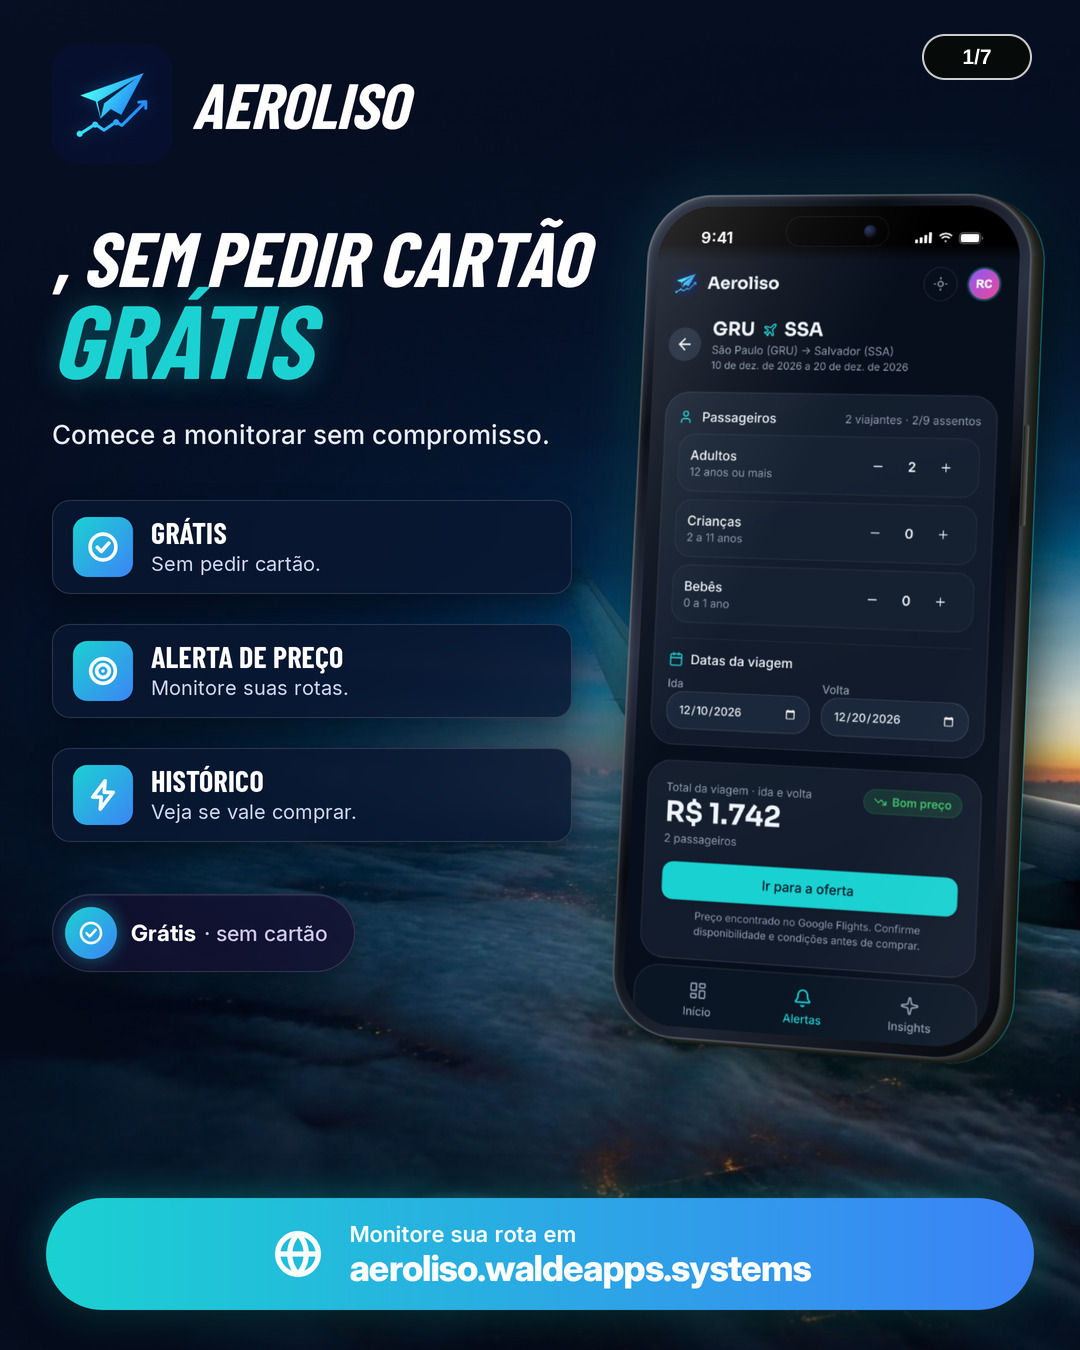 AEROLISO
1/7
, SEM PEDIR CARTÃO
GRÁTIS
Comece a monitorar sem compromisso.
GRÁTIS
Sem pedir cartão.
ALERTA DE PREÇO
Monitore suas rotas.
HISTÓRICO
Veja se vale comprar.
Grátis · sem cartão
9:41
Aeroliso
RC
GRU SSA
São Paulo (GRU) → Salvador (SSA)
10 de dez. de 2026 a 20 de dez. de 2026
Passageiros
2 viajantes · 2/9 assentos
Adultos
12 anos ou mais
− 2 +
Crianças
2 a 11 anos
− 0 +
Bebês
0 a 1 ano
− 0 +
Datas da viagem
Ida
12/10/2026
Volta
12/20/2026
Total da viagem · ida e volta
R$ 1.742
Bom preço
2 passageiros
Ir para a oferta
Preço encontrado no Google Flights. Confirme
disponibilidade e condições antes de comprar.
Início
Alertas
Insights
Monitore sua rota em
aeroliso.waldeapps.systems